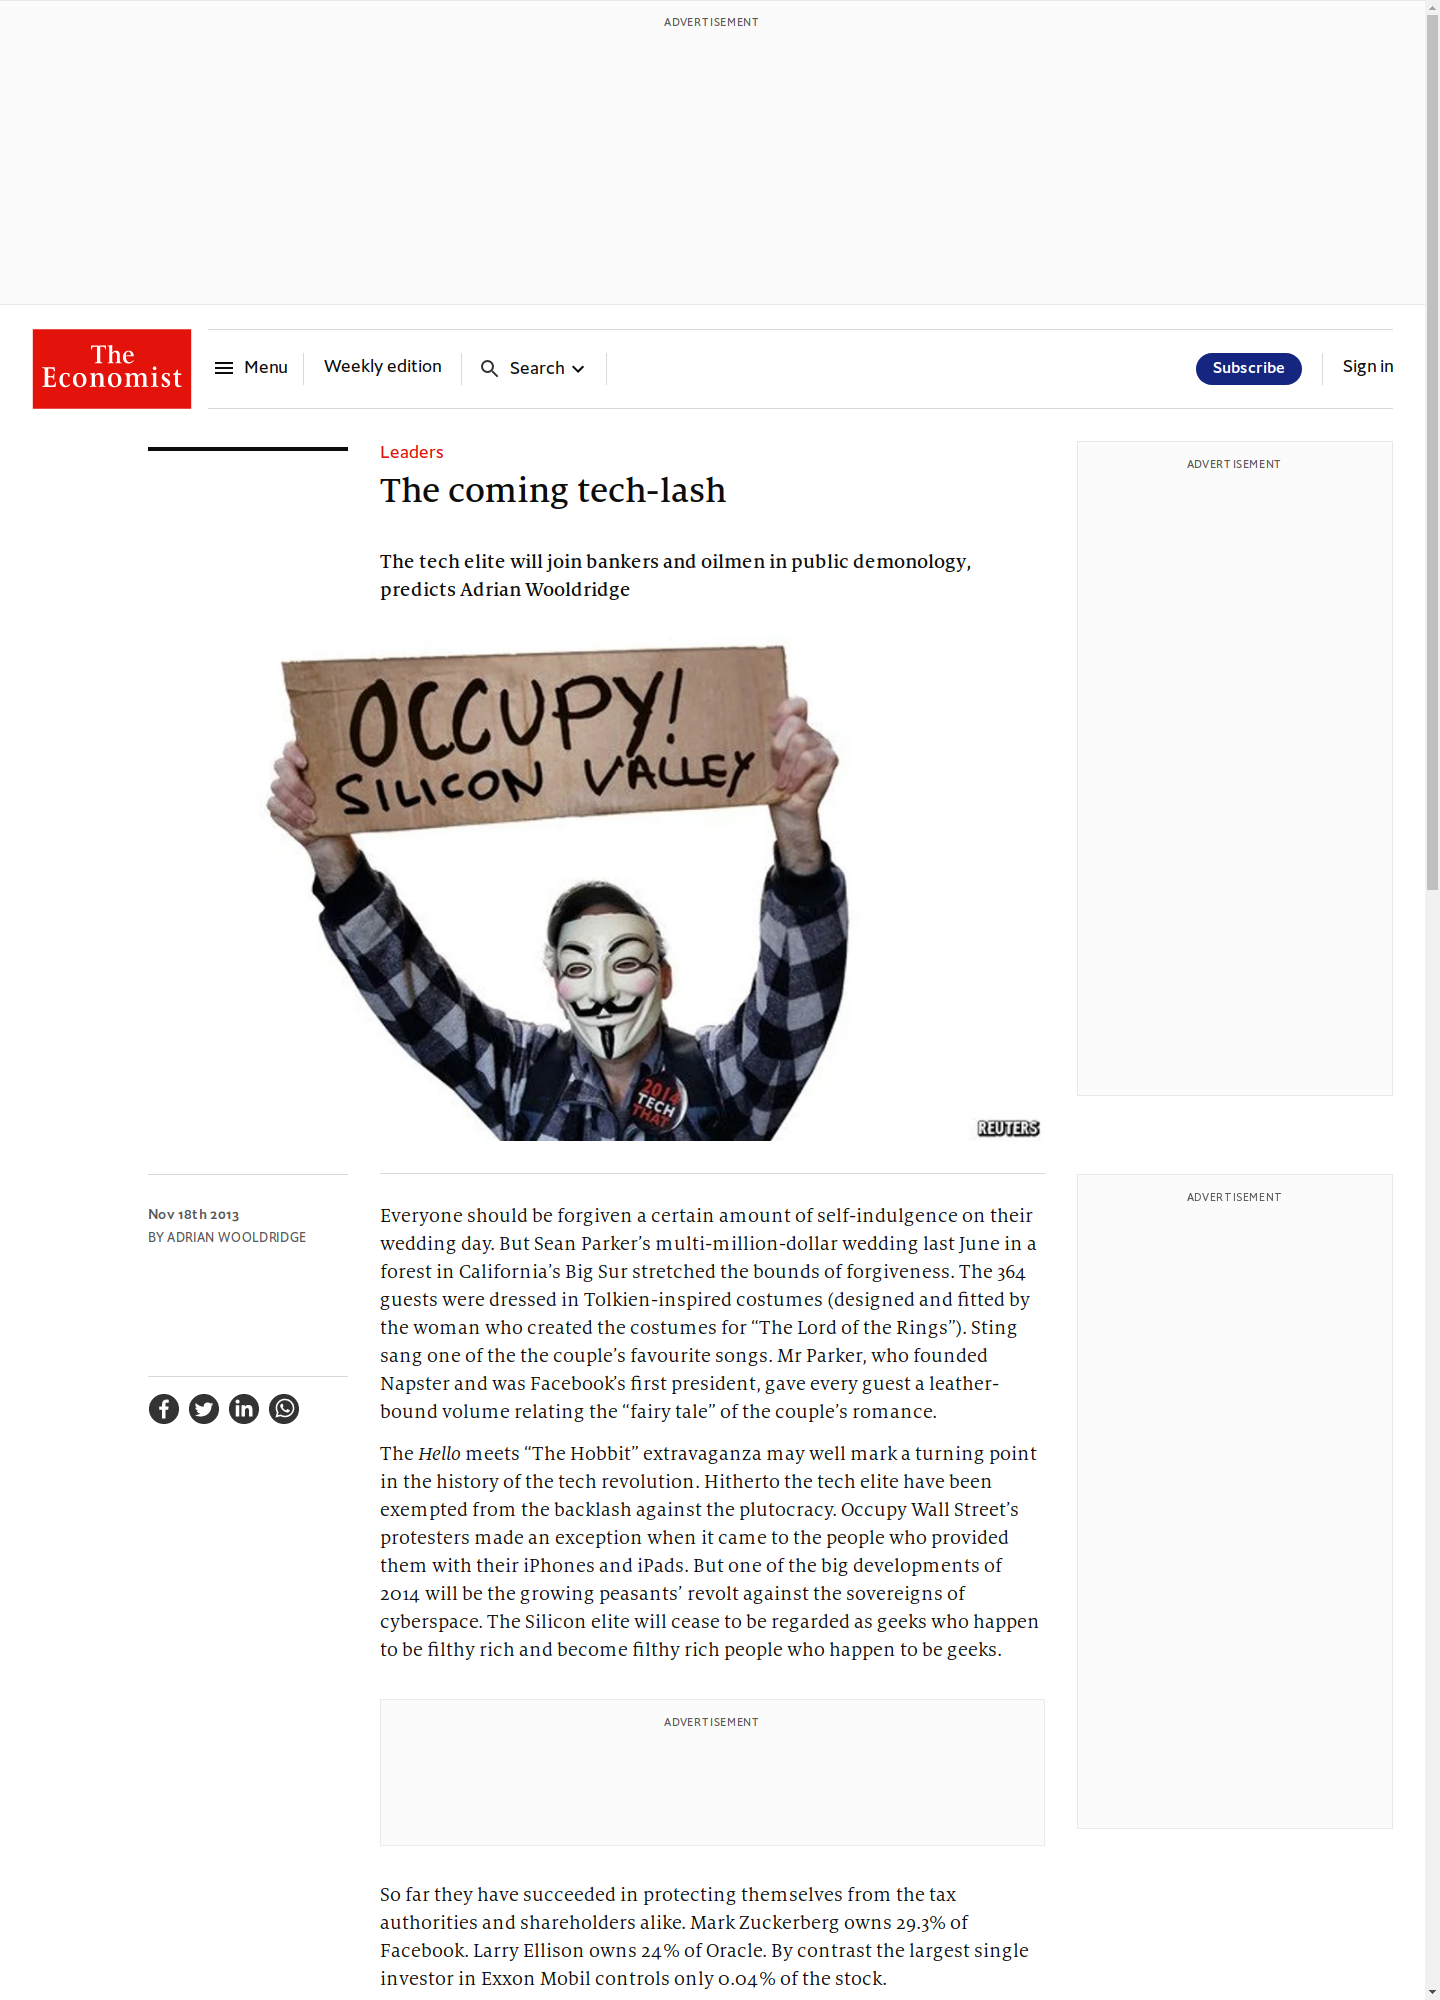 ADVERTISEMENT
The
Economist
Menu
Weekly edition
Search
Subscribe
Sign in
Leaders
The coming tech-lash
The tech elite will join bankers and oilmen in public demonology,
predicts Adrian Wooldridge
ADVERTISEMENT
OCCUPY!
SILICON VALLEY
2014
TECH
THAT
REUTERS
Nov 18th 2013
BY ADRIAN WOOLDRIDGE
Everyone should be forgiven a certain amount of self-indulgence on their
wedding day. But Sean Parker’s multi-million-dollar wedding last June in a
forest in California’s Big Sur stretched the bounds of forgiveness. The 364
guests were dressed in Tolkien-inspired costumes (designed and fitted by
the woman who created the costumes for “The Lord of the Rings”). Sting
sang one of the the couple’s favourite songs. Mr Parker, who founded
Napster and was Facebook’s first president, gave every guest a leather-
bound volume relating the “fairy tale” of the couple’s romance.
The Hello meets “The Hobbit” extravaganza may well mark a turning point
in the history of the tech revolution. Hitherto the tech elite have been
exempted from the backlash against the plutocracy. Occupy Wall Street’s
protesters made an exception when it came to the people who provided
them with their iPhones and iPads. But one of the big developments of
2014 will be the growing peasants’ revolt against the sovereigns of
cyberspace. The Silicon elite will cease to be regarded as geeks who happen
to be filthy rich and become filthy rich people who happen to be geeks.
ADVERTISEMENT
ADVERTISEMENT
So far they have succeeded in protecting themselves from the tax
authorities and shareholders alike. Mark Zuckerberg owns 29.3% of
Facebook. Larry Ellison owns 24% of Oracle. By contrast the largest single
investor in Exxon Mobil controls only 0.04% of the stock.